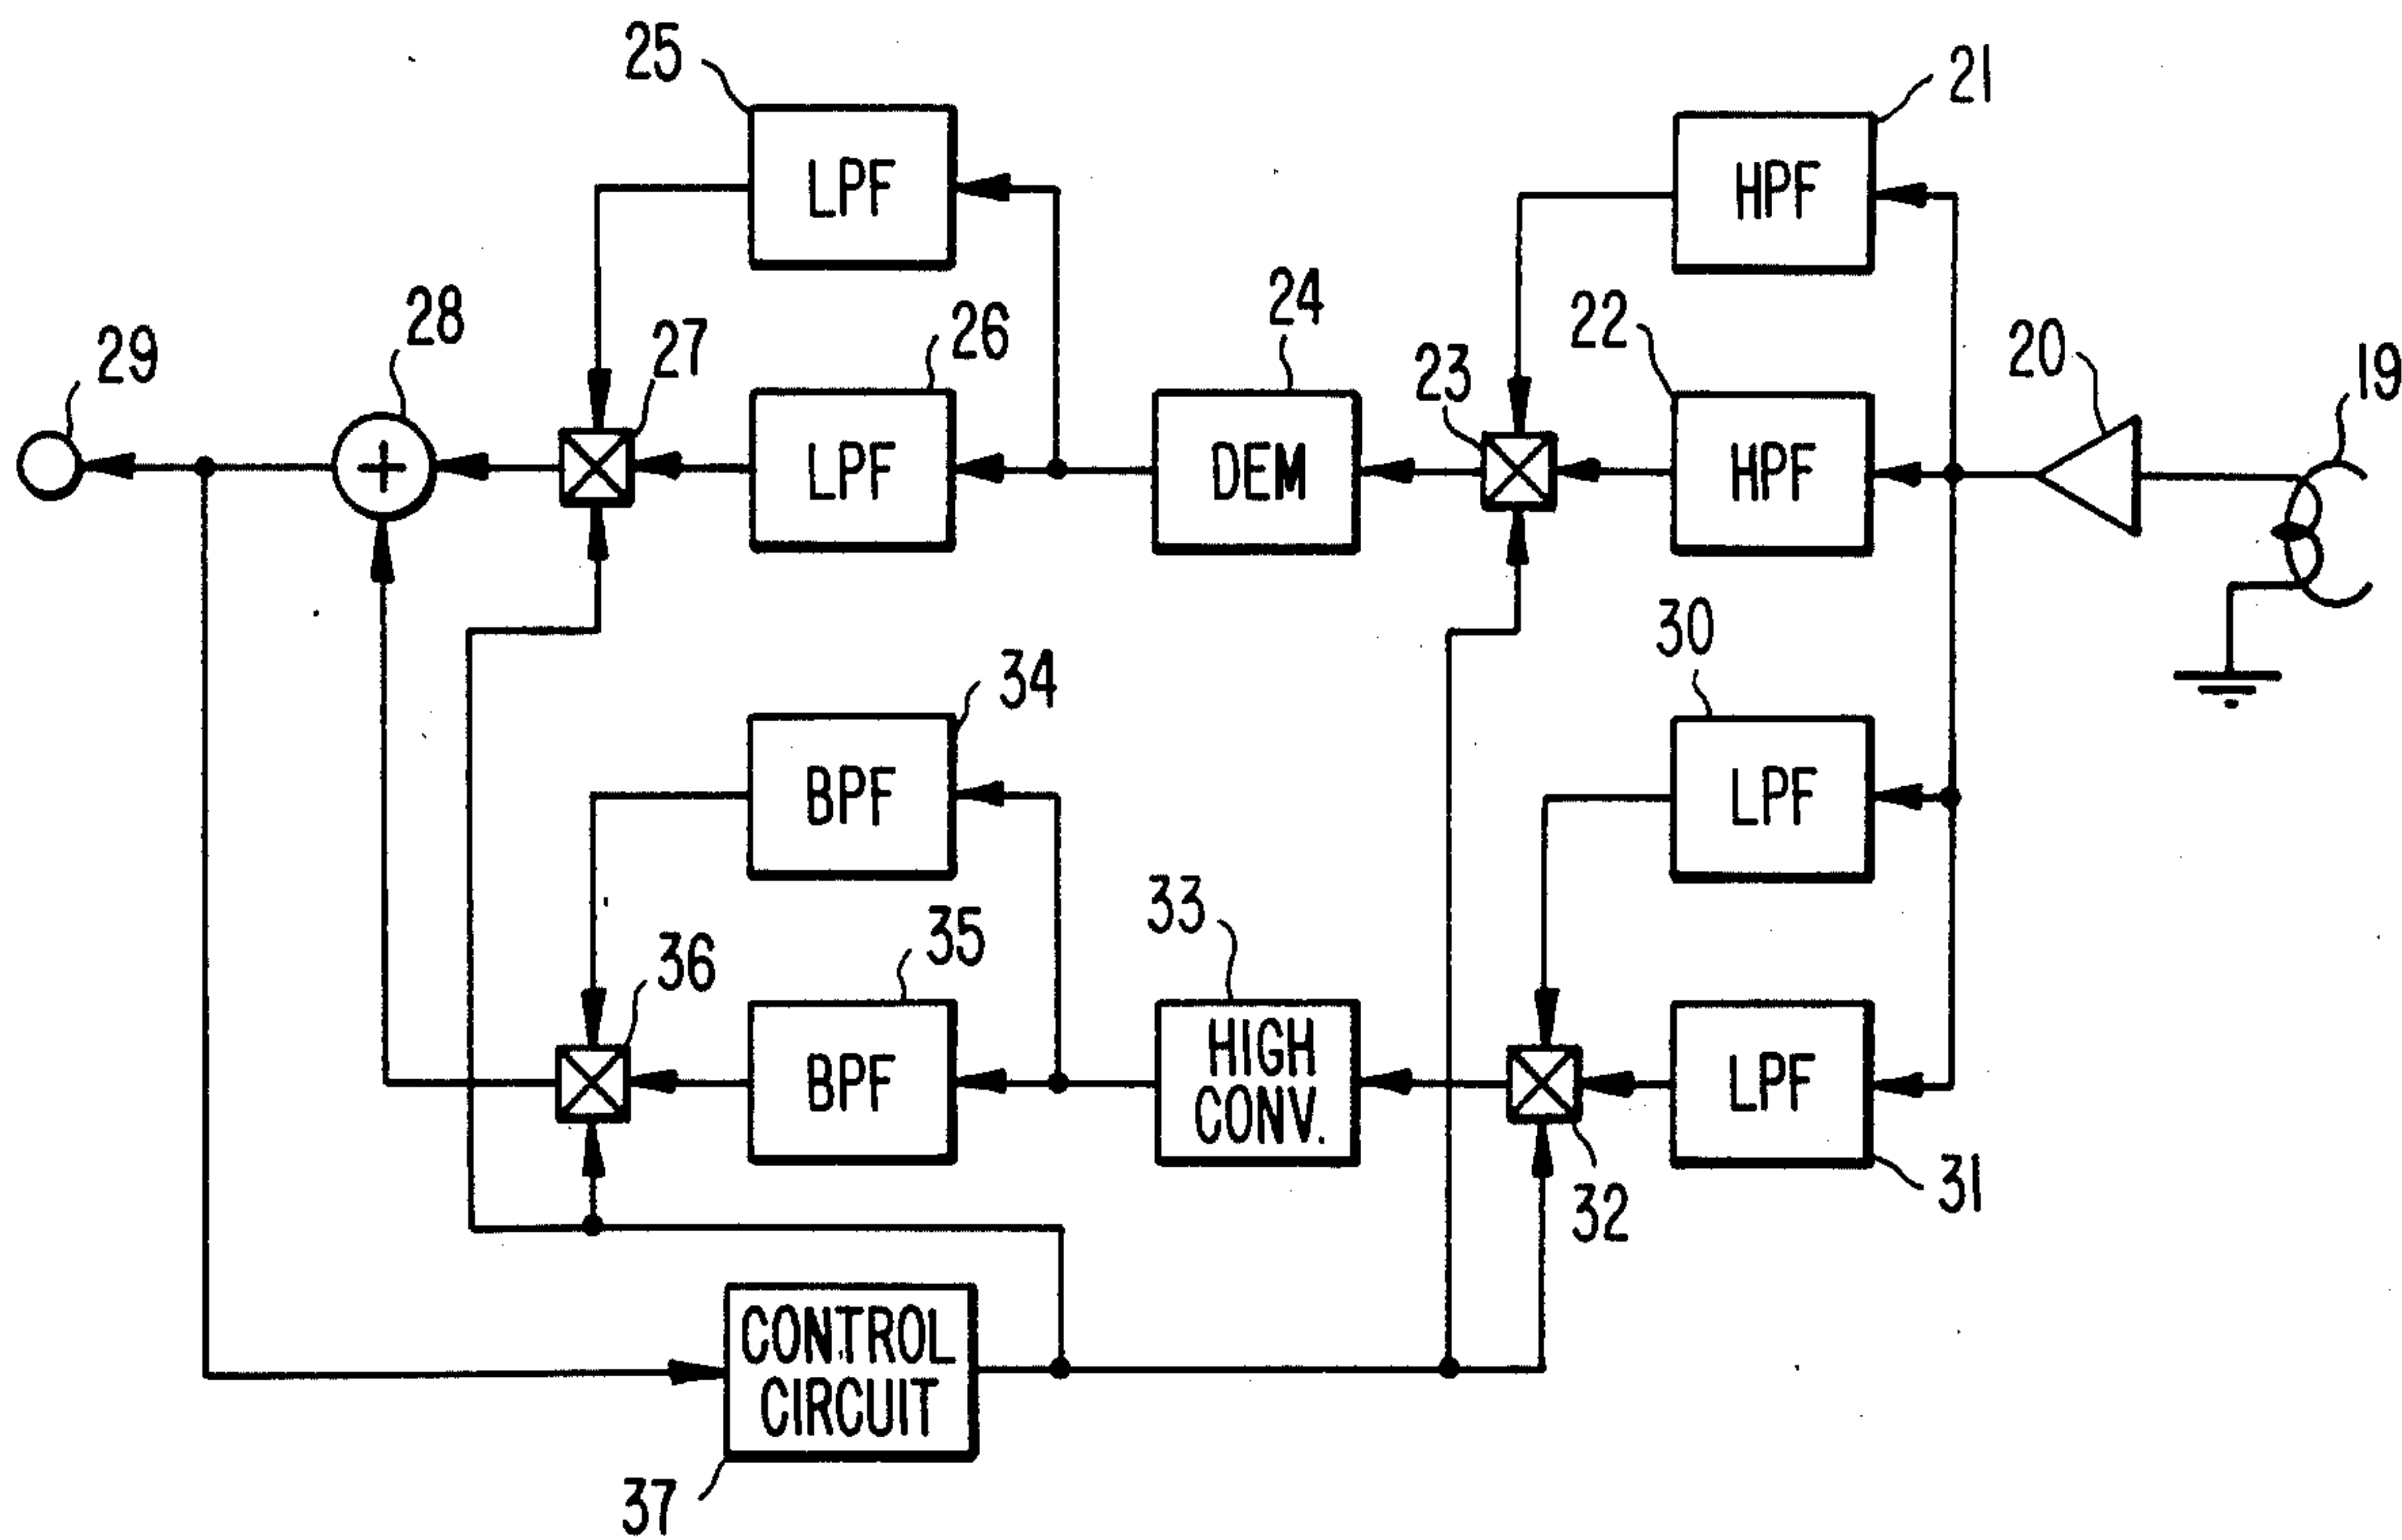 25
LPF
21
HPF
29
28
27
26
LPF
24
DEM
23
22
HPF
20
19
34
BPF
30
LPF
36
35
BPF
33
HIGH
CONV.
32
LPF
31
CONTROL
CIRCUIT
37